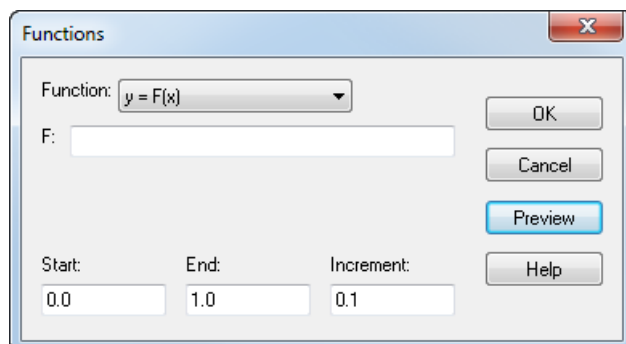 Functions
Function: y = F(x)
OK
F:
Cancel
Preview
Start: End: Increment: Help
0.0 1.0 0.1